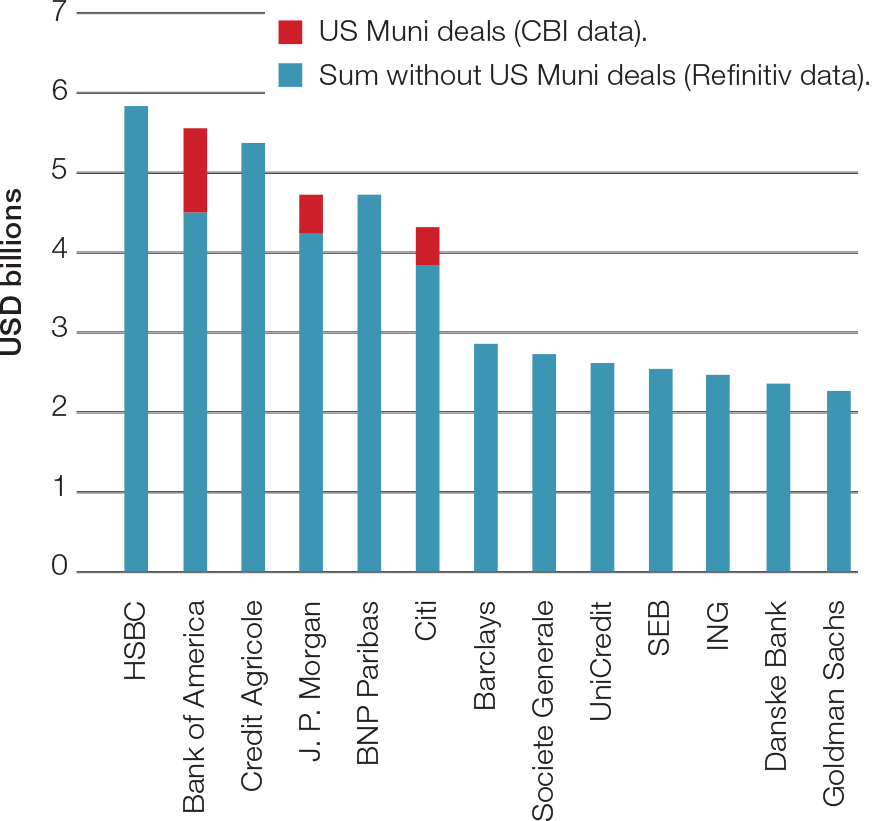 US Muni deals (CBI data).
Sum without US Muni deals (Refinitiv data).
USD billions
7
6
5
4
3
2
1
0
HSBC
Bank of America
Credit Agricole
J. P. Morgan
BNP Paribas
Citi
Barclays
Societe Generale
UniCredit
SEB
ING
Danske Bank
Goldman Sachs